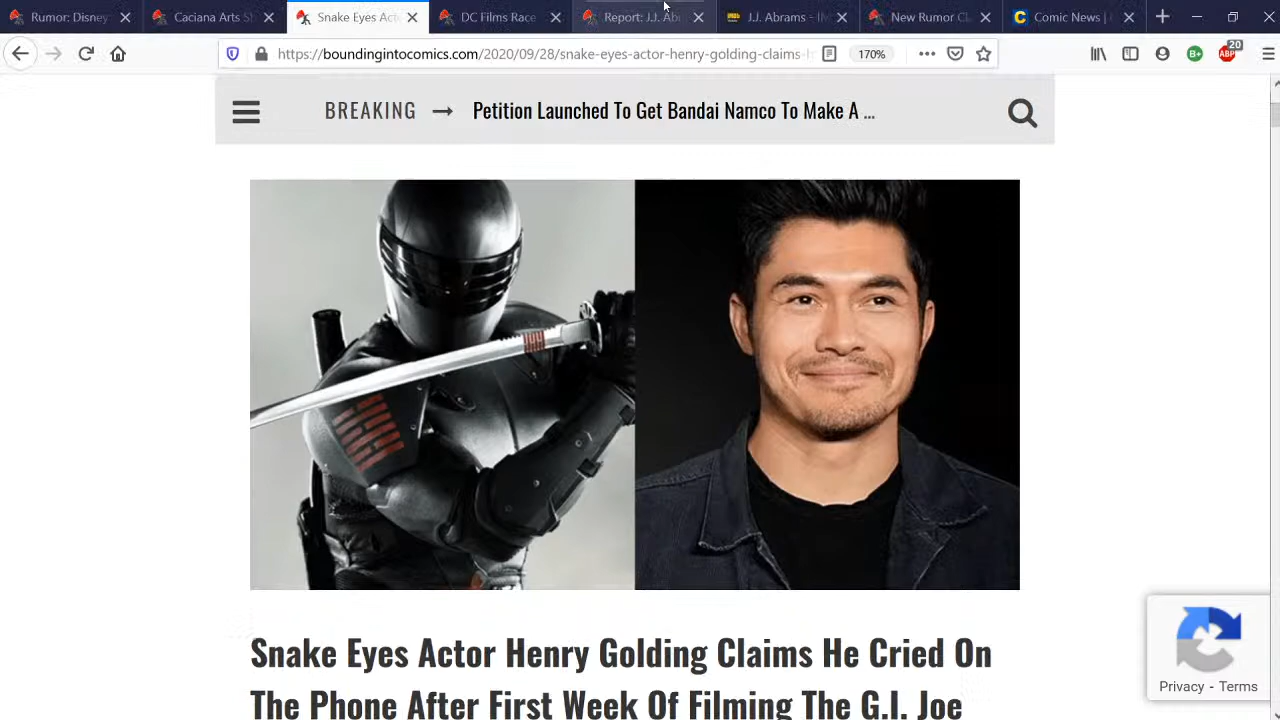 Rumor: Disney
Caciana Arts S
Snake Eyes Act
DC Films Race
Report: J.J. Ab
J.J. Abrams - I
New Rumor Cl
Comic News |
https://boundingintocomics.com/2020/09/28/snake-eyes-actor-henry-golding-claims-h
170%
20
ABP
BREAKING → Petition Launched To Get Bandai Namco To Make A ...
Snake Eyes Actor Henry Golding Claims He Cried On
The Phone After First Week Of Filming The G.I. Joe
Privacy - Terms